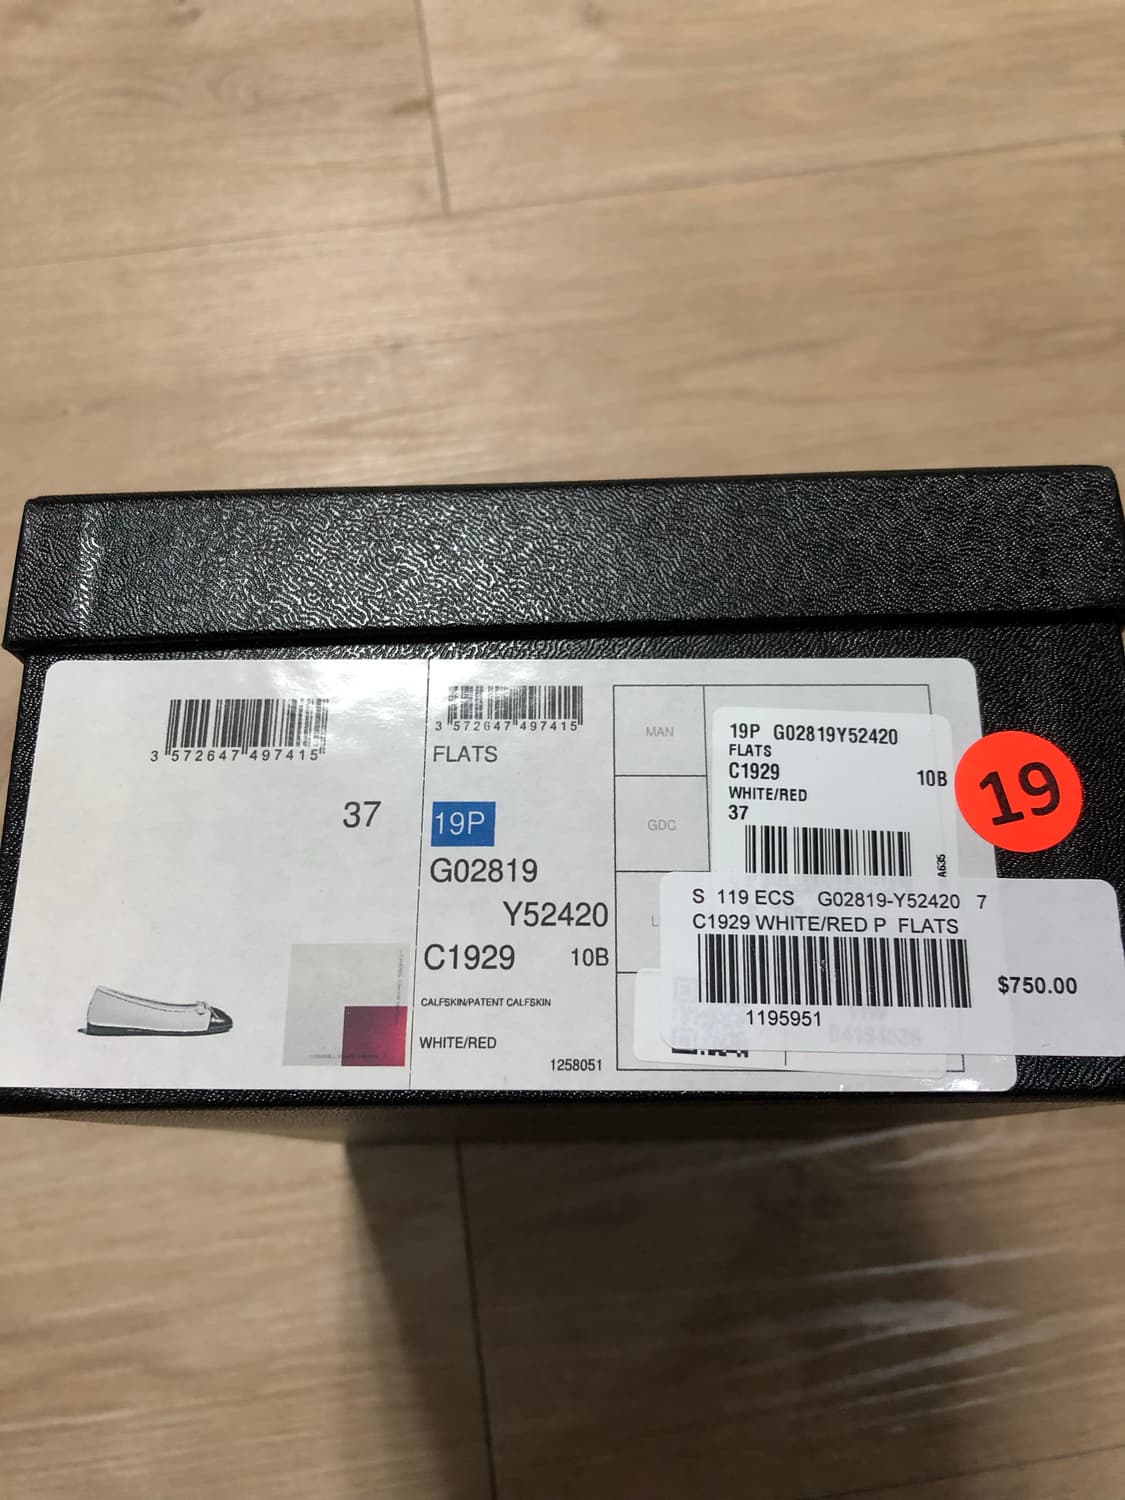 3 572647 497415
37
3 572647 497415
FLATS
19P
G02819
Y52420
C1929 10B
CALFSKIN/PATENT CALFSKIN
WHITE/RED
1258051
MAN
GDC
L
19P G02819Y52420
FLATS
C1929 10B
WHITE/RED
37
A635
19
S 119 ECS G02819-Y52420 7
C1929 WHITE/RED P FLATS
$750.00
1195951